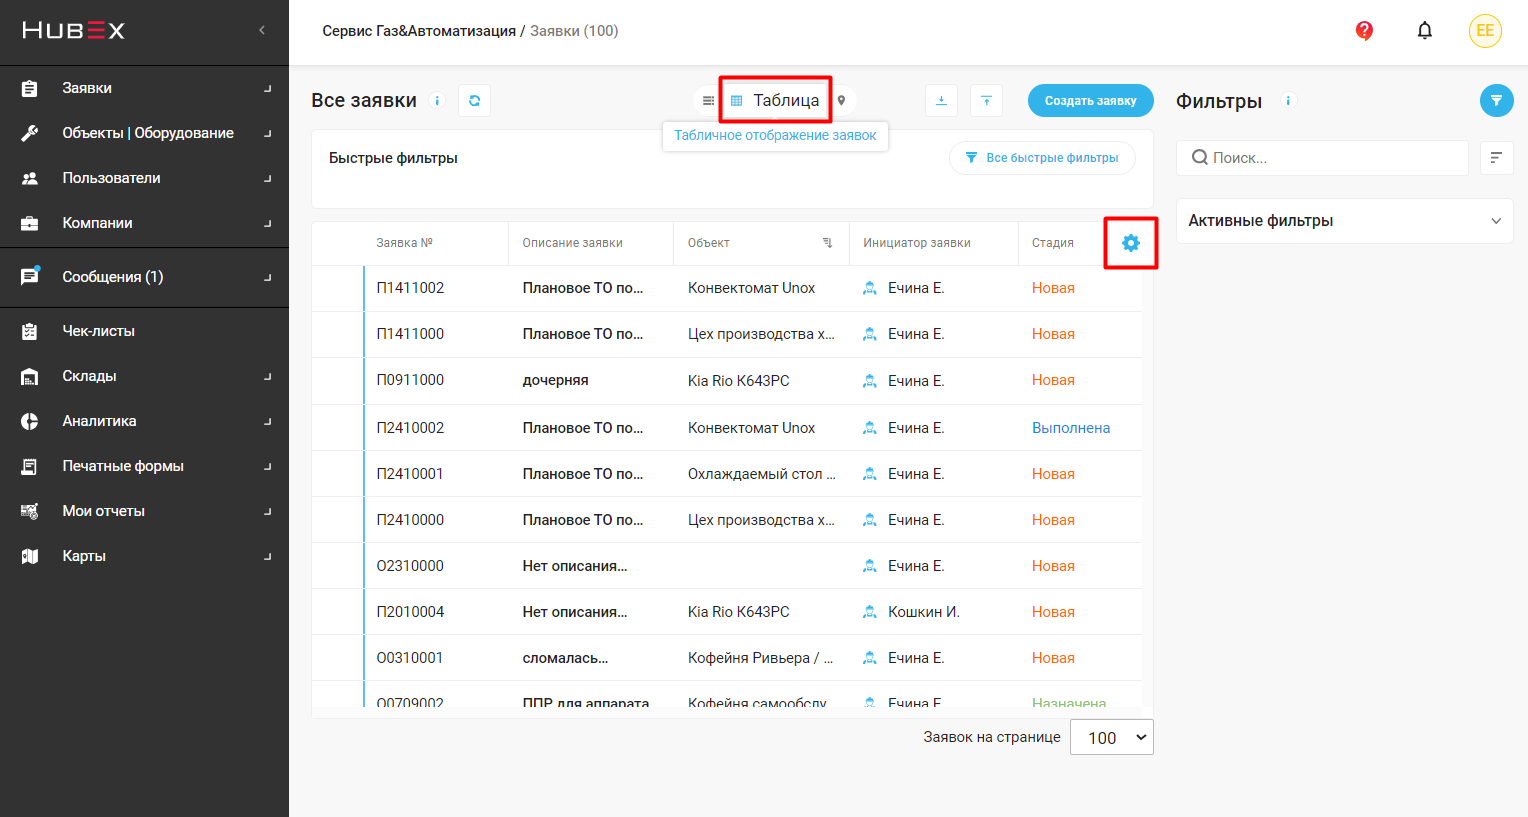 HUBEX
Сервис Газ&Автоматизация / Заявки (100)
EE
Заявки
Объекты | Оборудование
Пользователи
Компании
Сообщения (1)
Чек-листы
Склады
Аналитика
Печатные формы
Мои отчеты
Карты
Все заявки
Таблица
Создать заявку
Табличное отображение заявок
Быстрые фильтры
Все быстрые фильтры
Заявка № Описание заявки Объект Инициатор заявки Стадия
П1411002 Плановое ТО по... Конвектомат Unox Ечина Е. Новая
П1411000 Плановое ТО по... Цех производства х... Ечина Е. Новая
П0911000 дочерняя Kia Rio К643РС Ечина Е. Новая
П2410002 Плановое ТО по... Конвектомат Unox Ечина Е. Выполнена
П2410001 Плановое ТО по... Охлаждаемый стол ... Ечина Е. Новая
П2410000 Плановое ТО по... Цех производства х... Ечина Е. Новая
О2310000 Нет описания... Ечина Е. Новая
П2010004 Нет описания... Kia Rio К643РС Кошкин И. Новая
О0310001 сломалась... Кофейня Ривьера / ... Ечина Е. Новая
О0709002 ППР для аппарата Кофейня самообслу Ечина Е Назначена
Заявок на странице 100
Фильтры
Поиск...
Активные фильтры